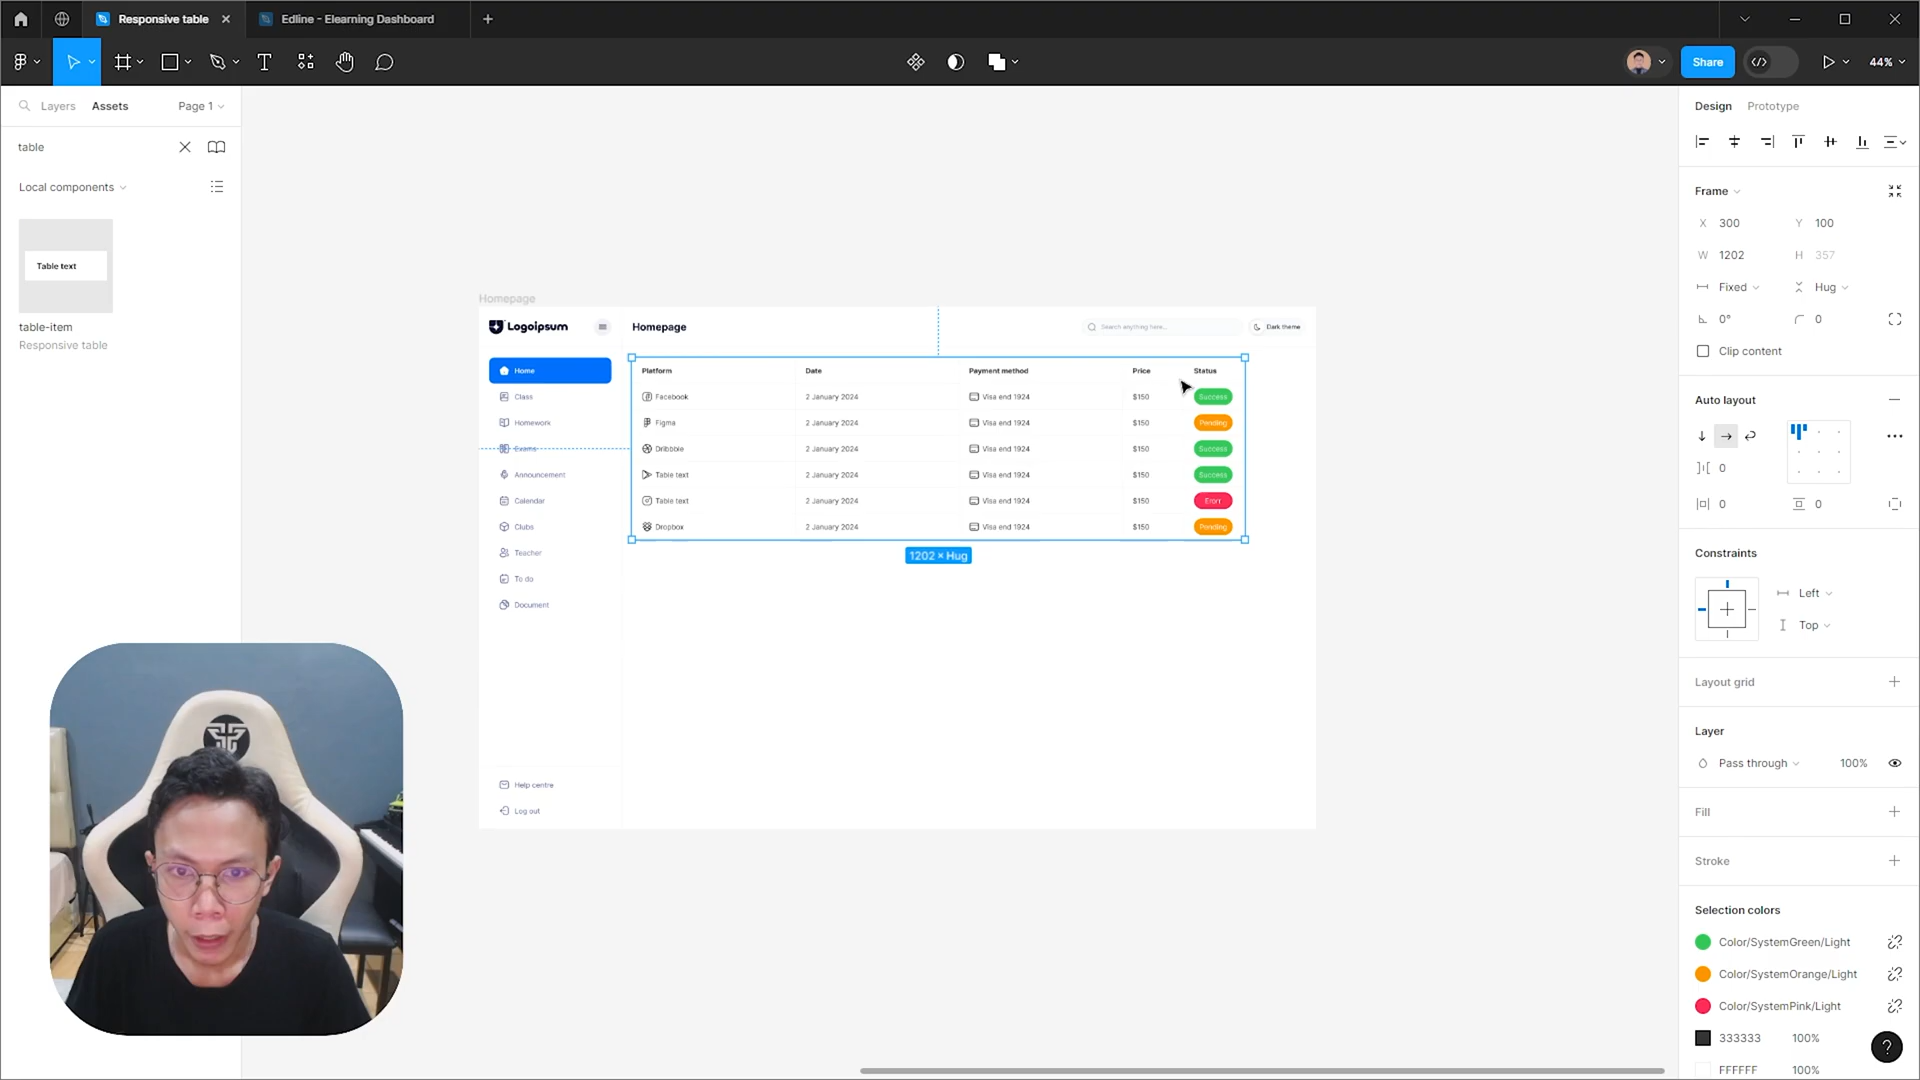 Responsive table
Edline - Elearning Dashboard
Share
44%
Layers
Assets
Page 1
table
Local components
Table text
table-item
Responsive table
Homepage
Logoipsum
Homepage
Search anything here...
Dark theme
Home
Class
Homework
Exams
Announcement
Calendar
Clubs
Teacher
To do
Document
Help centre
Log out
Platform Date Payment method Price Status
Facebook 2 January 2024 Visa end 1924 $150 Success
Figma 2 January 2024 Visa end 1924 $150 Pending
Dribbble 2 January 2024 Visa end 1924 $150 Success
Table text 2 January 2024 Visa end 1924 $150 Success
Table text 2 January 2024 Visa end 1924 $150 Erorr
Dropbox 2 January 2024 Visa end 1924 $150 Pending
1202 × Hug
Design
Prototype
Frame
X 300 Y 100
W 1202 H 357
Fixed Hug
0° 0
Clip content
Auto layout
0
0 0
Constraints
Left
Top
Layout grid
Layer
Pass through 100%
Fill
Stroke
Selection colors
Color/SystemGreen/Light
Color/SystemOrange/Light
Color/SystemPink/Light
333333 100%
FFFFFF 100%
?